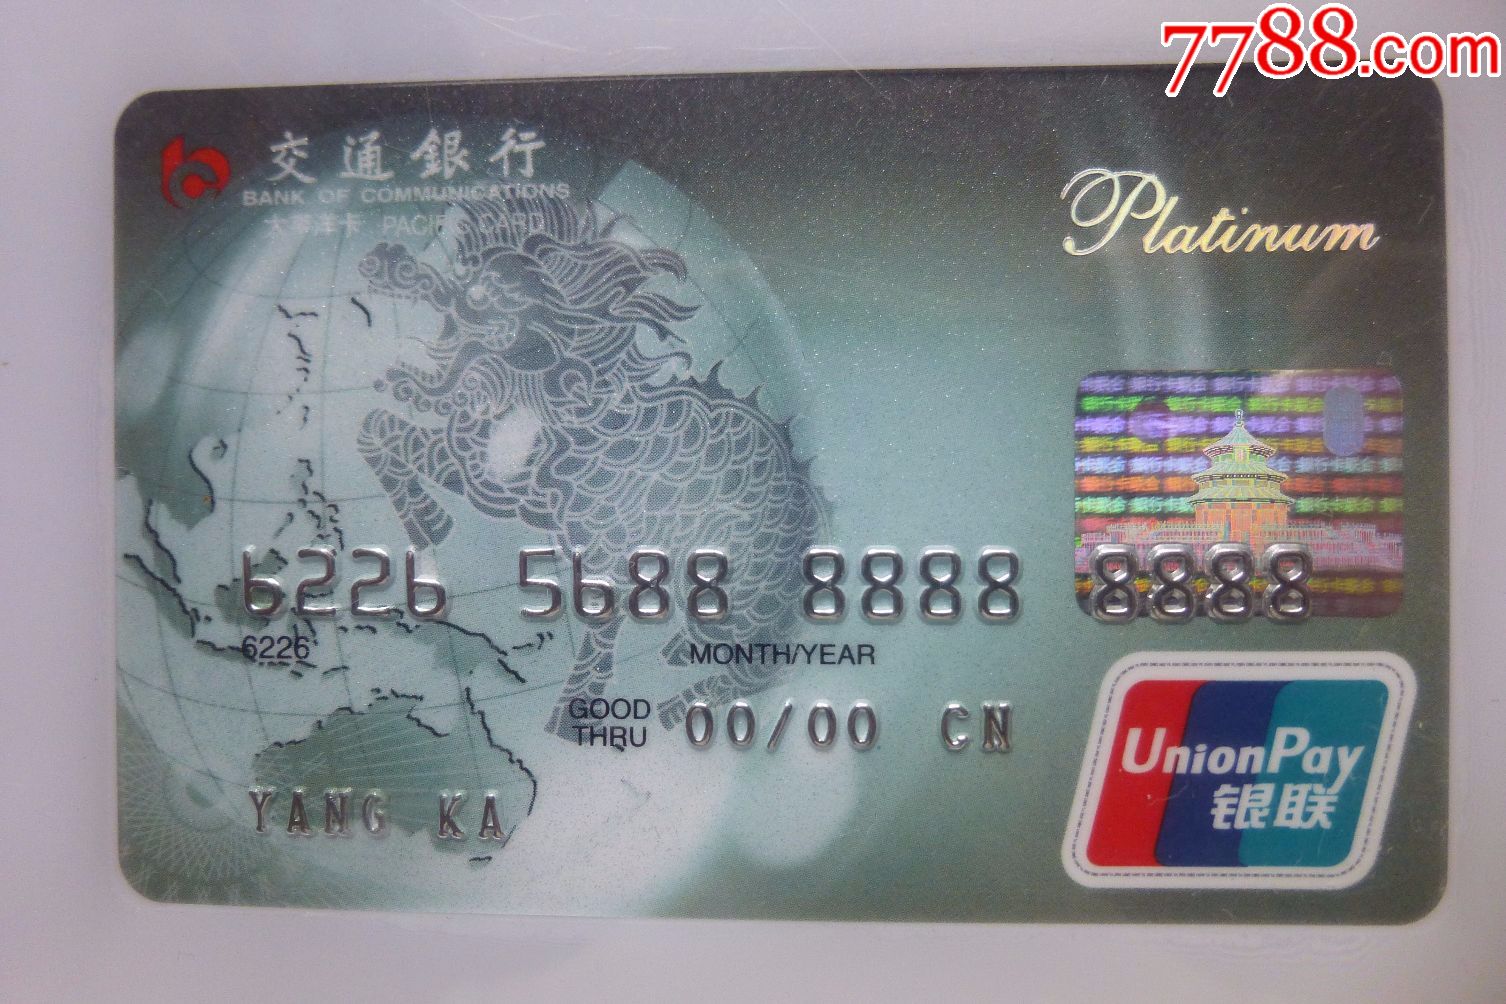 7788.com
交通銀行
BANK OF COMMUNICATIONS
太平洋卡 PACIFIC CARD
Platinum
6226 5688 8888 8888
6226
MONTH/YEAR
GOOD THRU 00/00 CN
YANG KA
UnionPay
银联